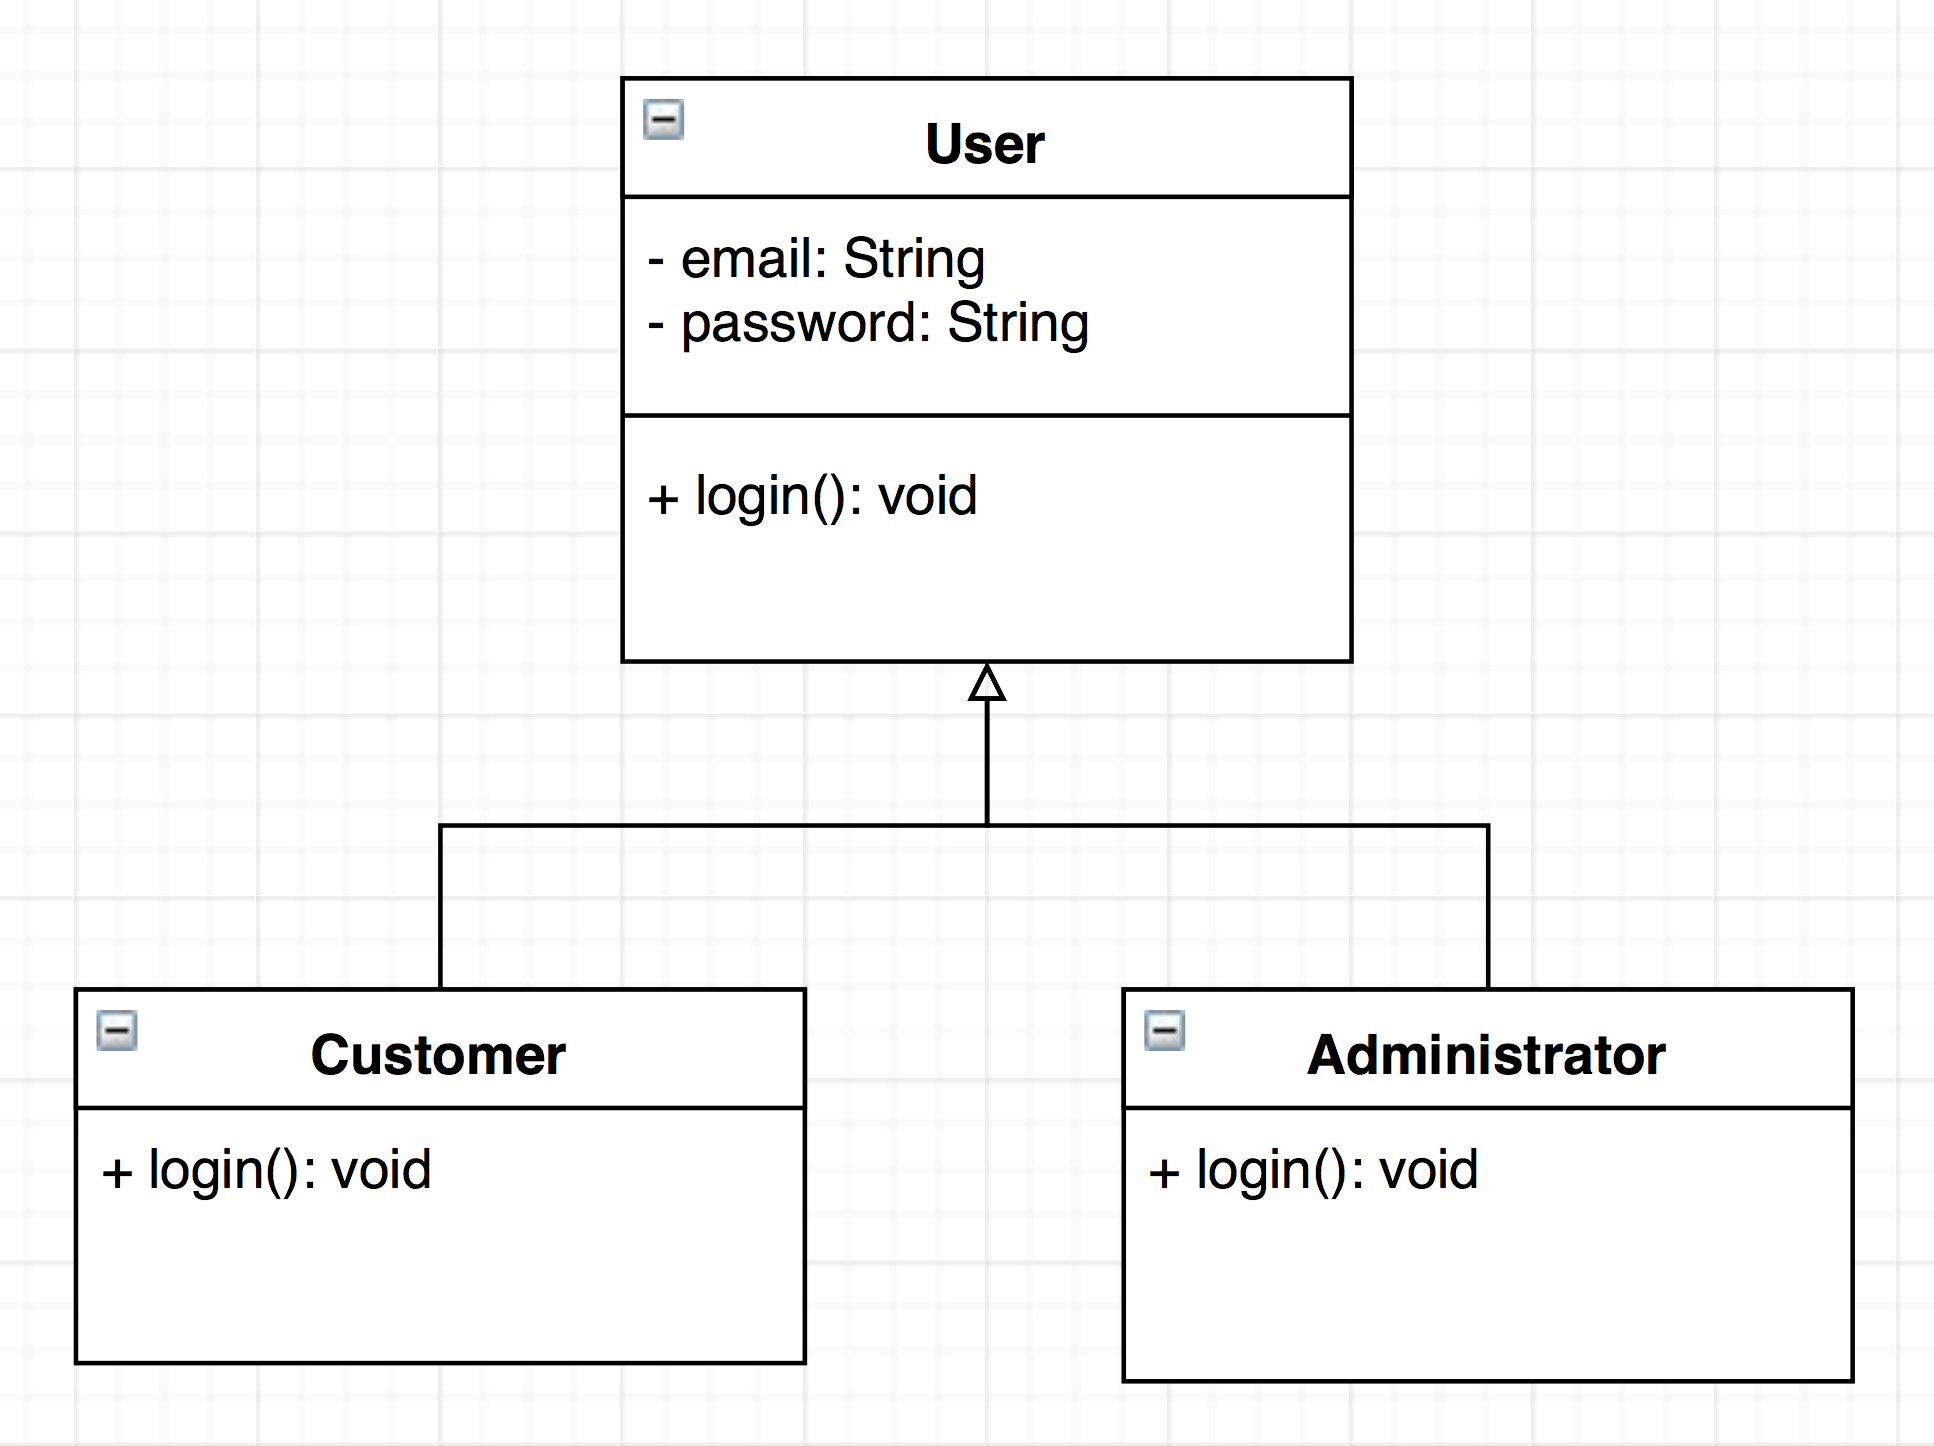 User
- email: String
- password: String
+ login(): void
Customer
+ login(): void
Administrator
+ login(): void